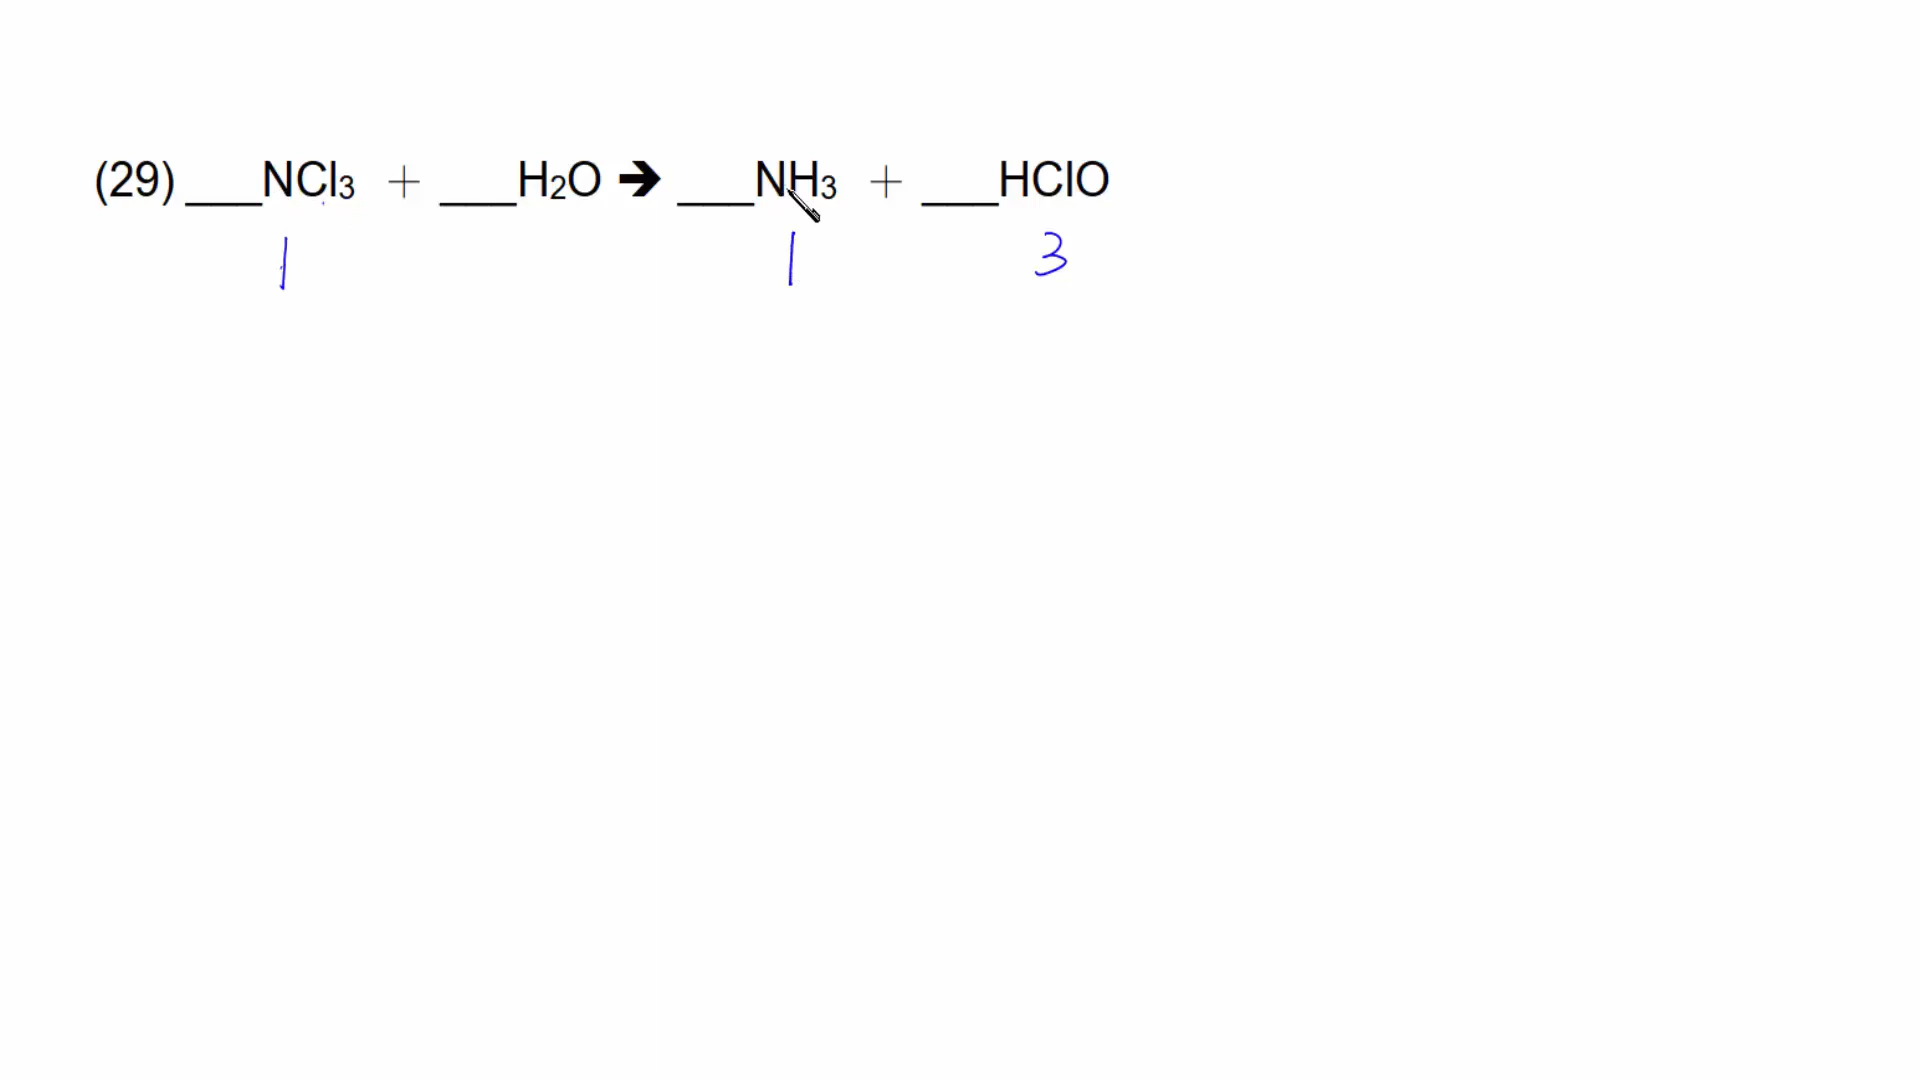 (29) ___NCl3 + ___H2O ➔ ___NH3 + ___HClO
1 1 3